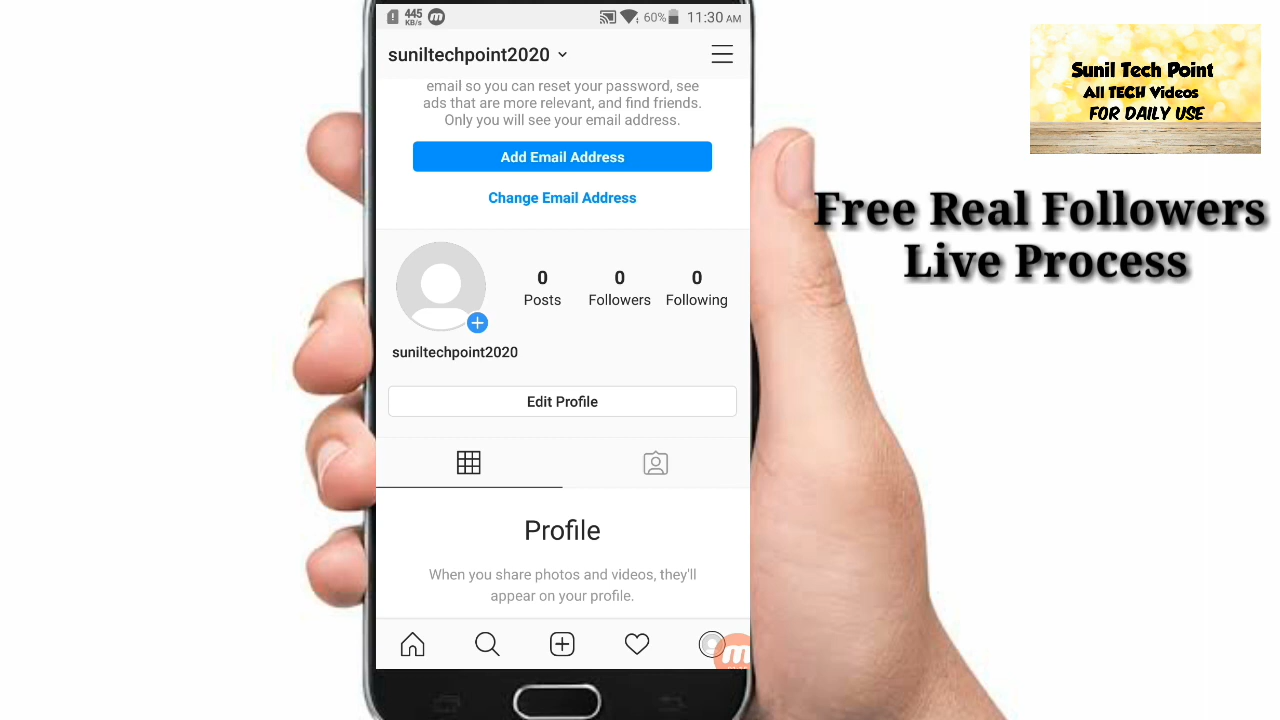 445
KB/s
60%
11:30 AM
suniltechpoint2020
email so you can reset your password, see
ads that are more relevant, and find friends.
Only you will see your email address.
Add Email Address
Change Email Address
0
Posts
0
Followers
0
Following
suniltechpoint2020
Edit Profile
Profile
When you share photos and videos, they'll
appear on your profile.
Sunil Tech Point
All TECH Videos
FOR DAILY USE
Free Real Followers
Live Process